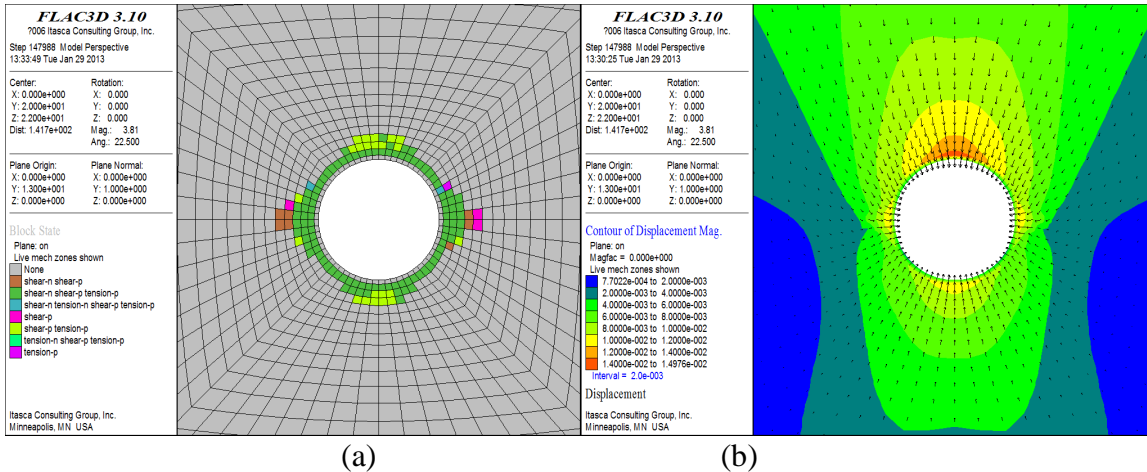 FLAC3D 3.10
?006 Itasca Consulting Group, Inc.
Step 147988 Model Perspective
13:33:49 Tue Jan 29 2013
Center: Rotation:
X: 0.000e+000 X: 0.000
Y: 2.000e+001 Y: 0.000
Z: 2.200e+001 Z: 0.000
Dist: 1.417e+002 Mag.: 3.81
Ang.: 22.500
Plane Origin: Plane Normal:
X: 0.000e+000 X: 0.000e+000
Y: 1.300e+001 Y: 1.000e+000
Z: 0.000e+000 Z: 0.000e+000
Block State
Plane: on
Live mech zones shown
None
shear-n shear-p
shear-n shear-p tension-p
shear-n tension-n shear-p tension-p
shear-p
shear-p tension-p
tension-n shear-p tension-p
tension-p
Itasca Consulting Group, Inc.
Minneapolis, MN USA
(a)
FLAC3D 3.10
?006 Itasca Consulting Group, Inc.
Step 147988 Model Perspective
13:30:25 Tue Jan 29 2013
Center: Rotation:
X: 0.000e+000 X: 0.000
Y: 2.000e+001 Y: 0.000
Z: 2.200e+001 Z: 0.000
Dist: 1.417e+002 Mag.: 3.81
Ang.: 22.500
Plane Origin: Plane Normal:
X: 0.000e+000 X: 0.000e+000
Y: 1.300e+001 Y: 1.000e+000
Z: 0.000e+000 Z: 0.000e+000
Contour of Displacement Mag.
Plane: on
Magfac = 0.000e+000
Live mech zones shown
7.7022e-004 to 2.0000e-003
2.0000e-003 to 4.0000e-003
4.0000e-003 to 6.0000e-003
6.0000e-003 to 8.0000e-003
8.0000e-003 to 1.0000e-002
1.0000e-002 to 1.2000e-002
1.2000e-002 to 1.4000e-002
1.4000e-002 to 1.4976e-002
Interval = 2.0e-003
Displacement
Itasca Consulting Group, Inc.
Minneapolis, MN USA
(b)